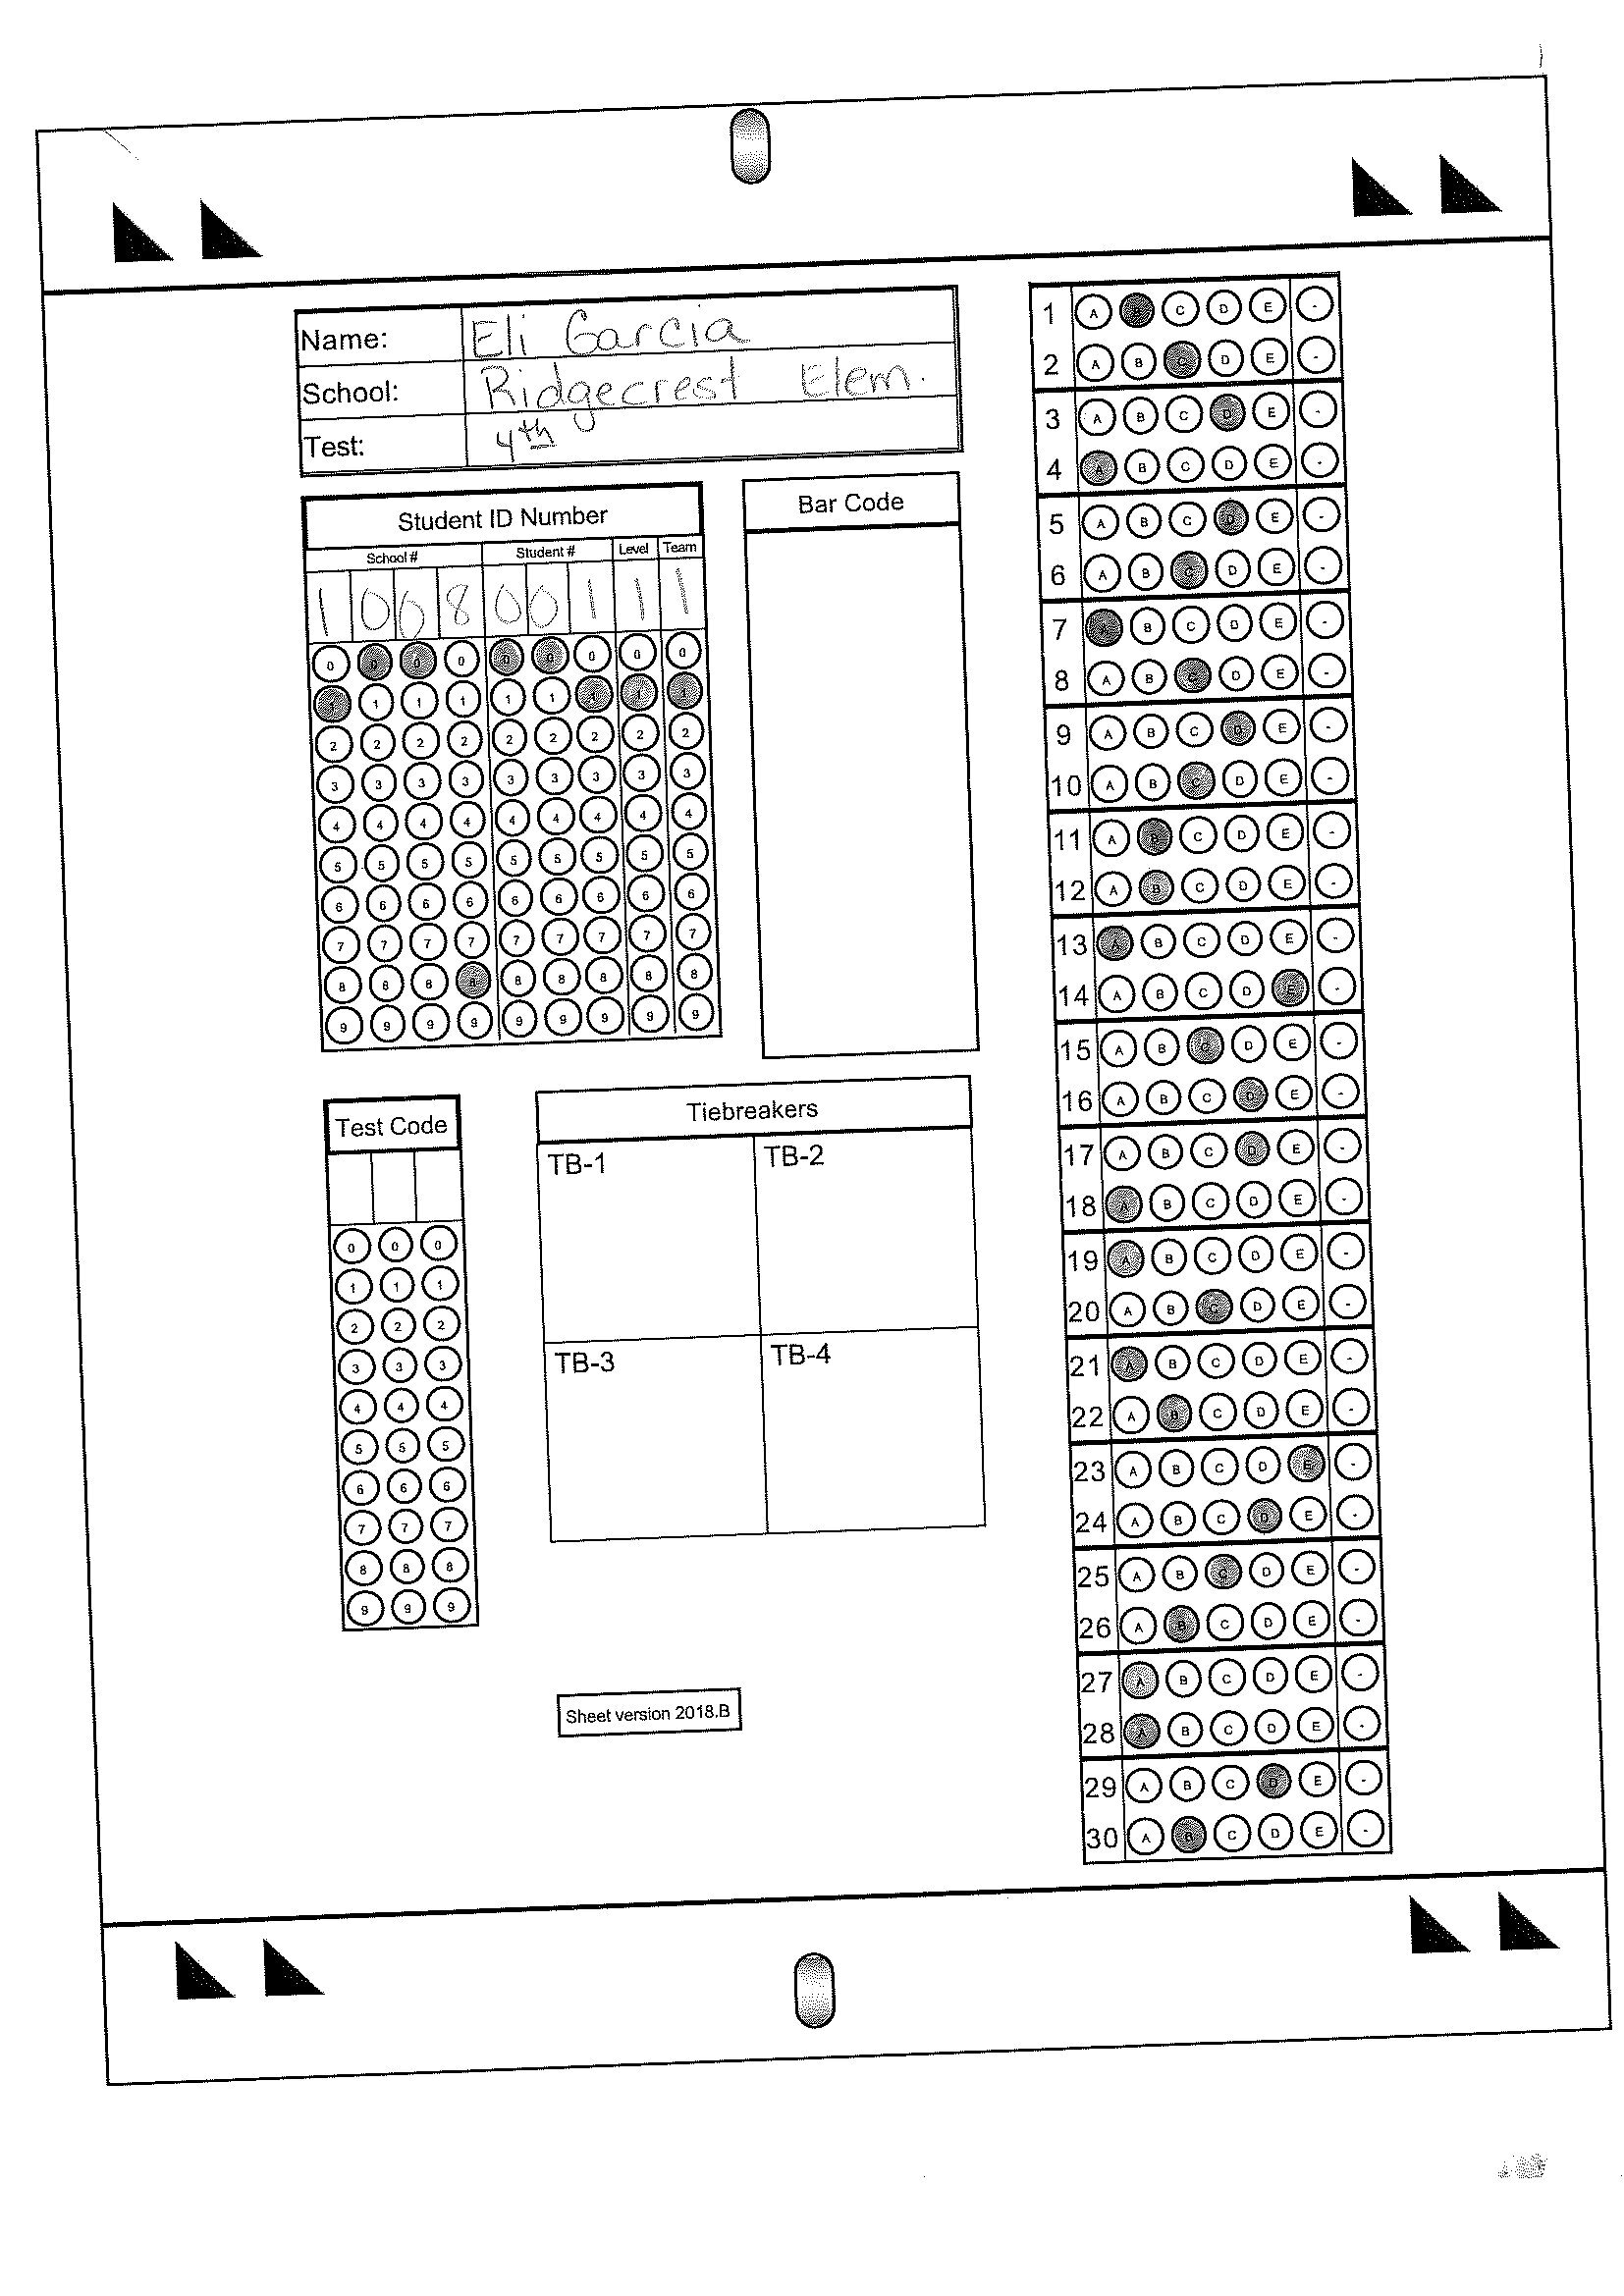 Name: Eli Garcia
School: Ridgecrest Elem.
Test: 4th
Student ID Number
School # Student # Level Team
1 0 0 8 0 0 1 1 1
0 0 0 0 0 0 0 0 0
1 1 1 1 1 1 1 1 1
2 2 2 2 2 2 2 2 2
3 3 3 3 3 3 3 3 3
4 4 4 4 4 4 4 4 4
5 5 5 5 5 5 5 5 5
6 6 6 6 6 6 6 6 6
7 7 7 7 7 7 7 7 7
8 8 8 8 8 8 8 8 8
9 9 9 9 9 9 9 9 9
Bar Code
Test Code
0 0 0
1 1 1
2 2 2
3 3 3
4 4 4
5 5 5
6 6 6
7 7 7
8 8 8
9 9 9
Tiebreakers
TB-1 TB-2
TB-3 TB-4
Sheet version 2018.B
1 A B C D E -
2 A B C D E -
3 A B C D E -
4 A B C D E -
5 A B C D E -
6 A B C D E -
7 A B C D E -
8 A B C D E -
9 A B C D E -
10 A B C D E -
11 A B C D E -
12 A B C D E -
13 A B C D E -
14 A B C D E -
15 A B C D E -
16 A B C D E -
17 A B C D E -
18 A B C D E -
19 A B C D E -
20 A B C D E -
21 A B C D E -
22 A B C D E -
23 A B C D E -
24 A B C D E -
25 A B C D E -
26 A B C D E -
27 A B C D E -
28 A B C D E -
29 A B C D E -
30 A B C D E -